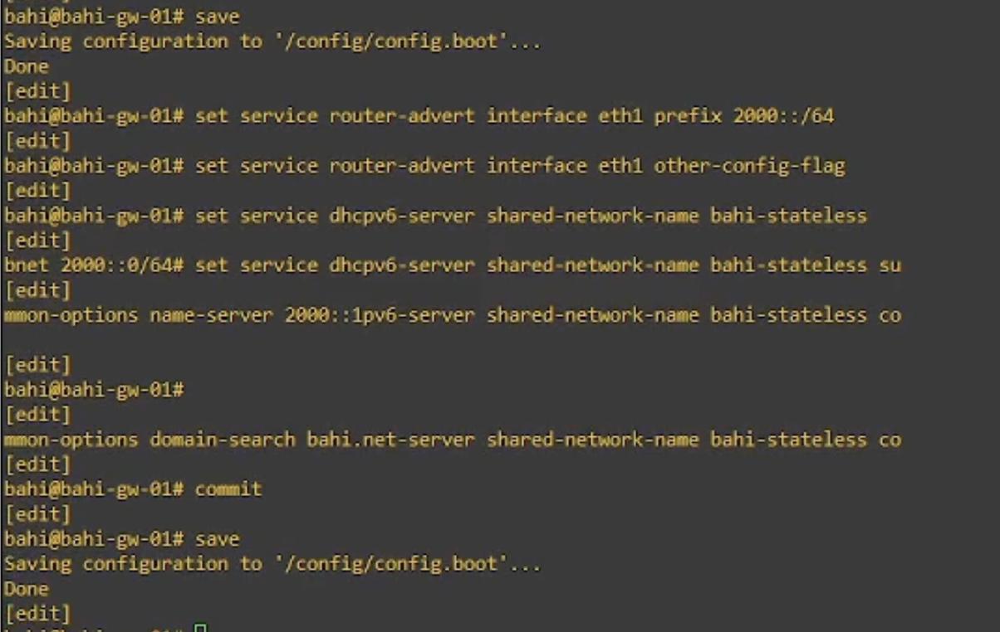 [edit]
bahi@bahi-gw-01# save
Saving configuration to '/config/config.boot'...
Done
[edit]
bahi@bahi-gw-01# set service router-advert interface eth1 prefix 2000::/64
[edit]
bahi@bahi-gw-01# set service router-advert interface eth1 other-config-flag
[edit]
bahi@bahi-gw-01# set service dhcpv6-server shared-network-name bahi-stateless
[edit]
bnet 2000::0/64# set service dhcpv6-server shared-network-name bahi-stateless su
[edit]
mmon-options name-server 2000::1pv6-server shared-network-name bahi-stateless co
[edit]
bahi@bahi-gw-01#
[edit]
mmon-options domain-search bahi.net-server shared-network-name bahi-stateless co
[edit]
bahi@bahi-gw-01# commit
[edit]
bahi@bahi-gw-01# save
Saving configuration to '/config/config.boot'...
Done
[edit]
bahi@bahi-gw-01#